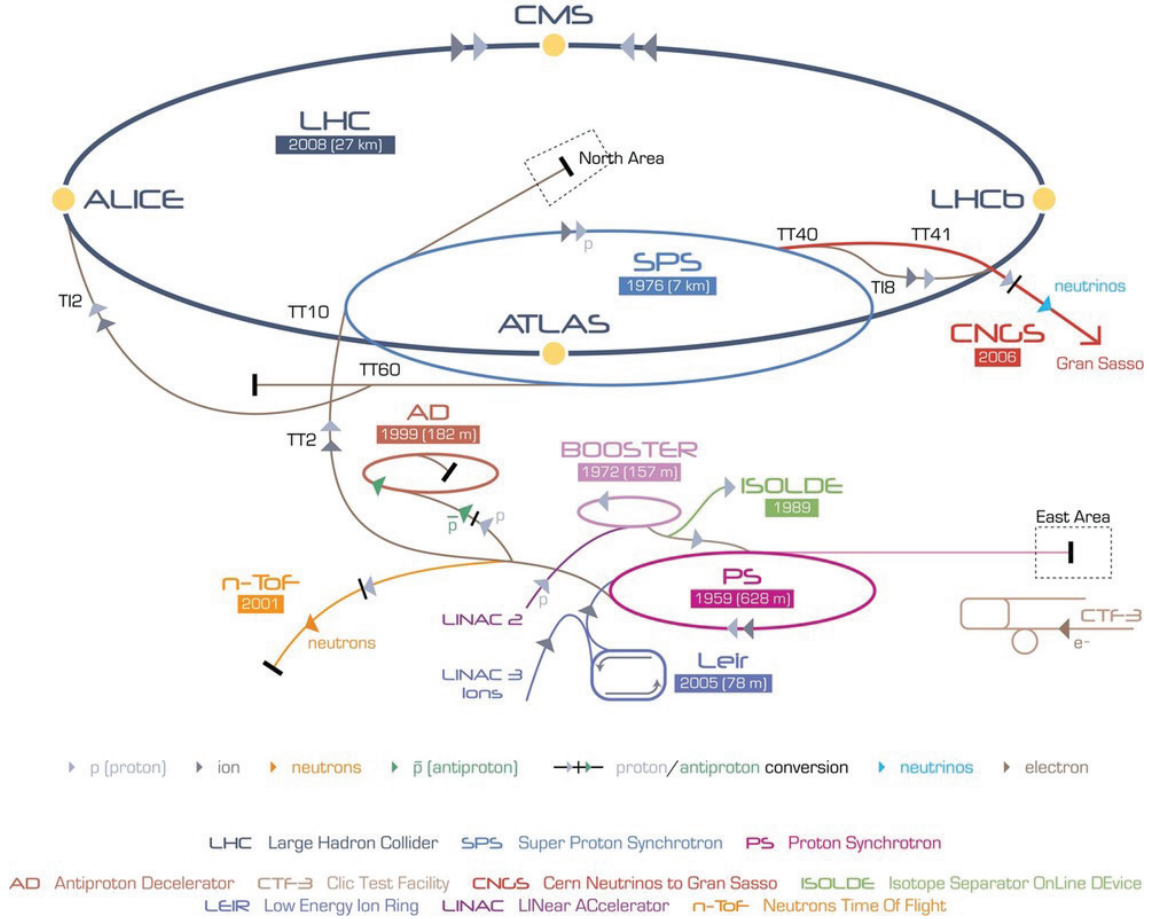 CMS
LHC
2008 (27 km)
North Area
ALICE
LHCb
TT40
TT41
p
SPS
1976 (7 km)
TI8
TI2
TT10
neutrinos
ATLAS
CNGS
2006
Gran Sasso
TT60
AD
1999 (182 m)
TT2
BOOSTER
1972 (157 m)
ISOLDE
1989
p̄
p
East Area
n-ToF
2001
PS
1959 (628 m)
p
LINAC 2
neutrons
CTF-3
e-
LINAC 3
Ions
Leir
2005 (78 m)
p (proton) ion neutrons p̄ (antiproton) proton/antiproton conversion neutrinos electron
LHC Large Hadron Collider SPS Super Proton Synchrotron PS Proton Synchrotron
AD Antiproton Decelerator CTF-3 Clic Test Facility CNGS Cern Neutrinos to Gran Sasso ISOLDE Isotope Separator OnLine DEvice
LEIR Low Energy Ion Ring LINAC LINear ACcelerator n-ToF Neutrons Time Of Flight